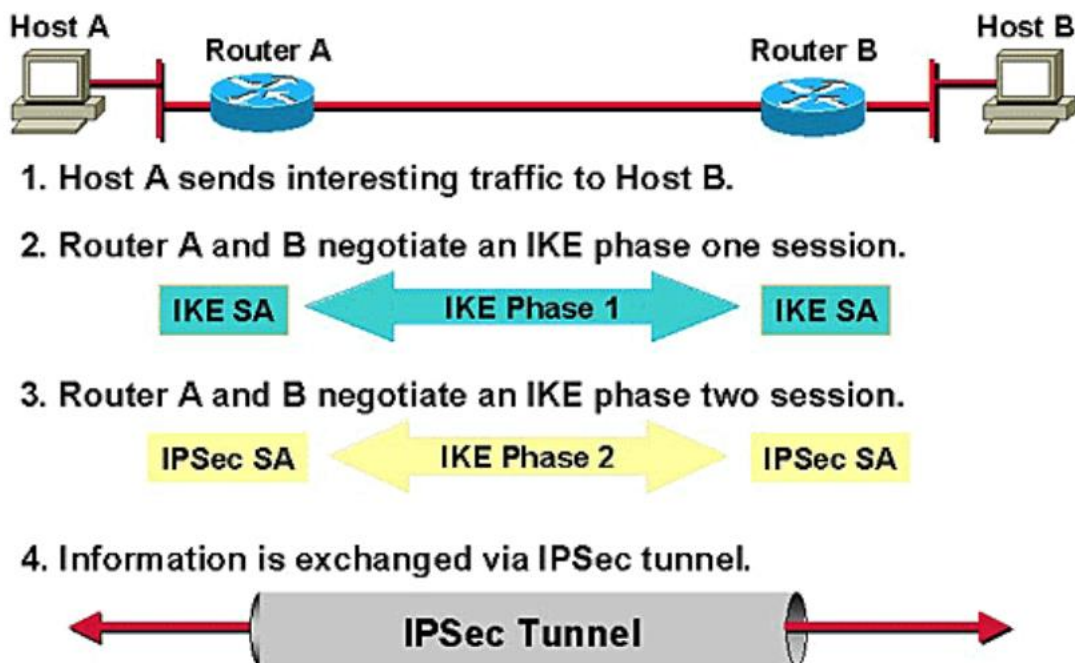 Host A
Router A
Router B
Host B
1. Host A sends interesting traffic to Host B.
2. Router A and B negotiate an IKE phase one session.
IKE SA
IKE Phase 1
IKE SA
3. Router A and B negotiate an IKE phase two session.
IPSec SA
IKE Phase 2
IPSec SA
4. Information is exchanged via IPSec tunnel.
IPSec Tunnel